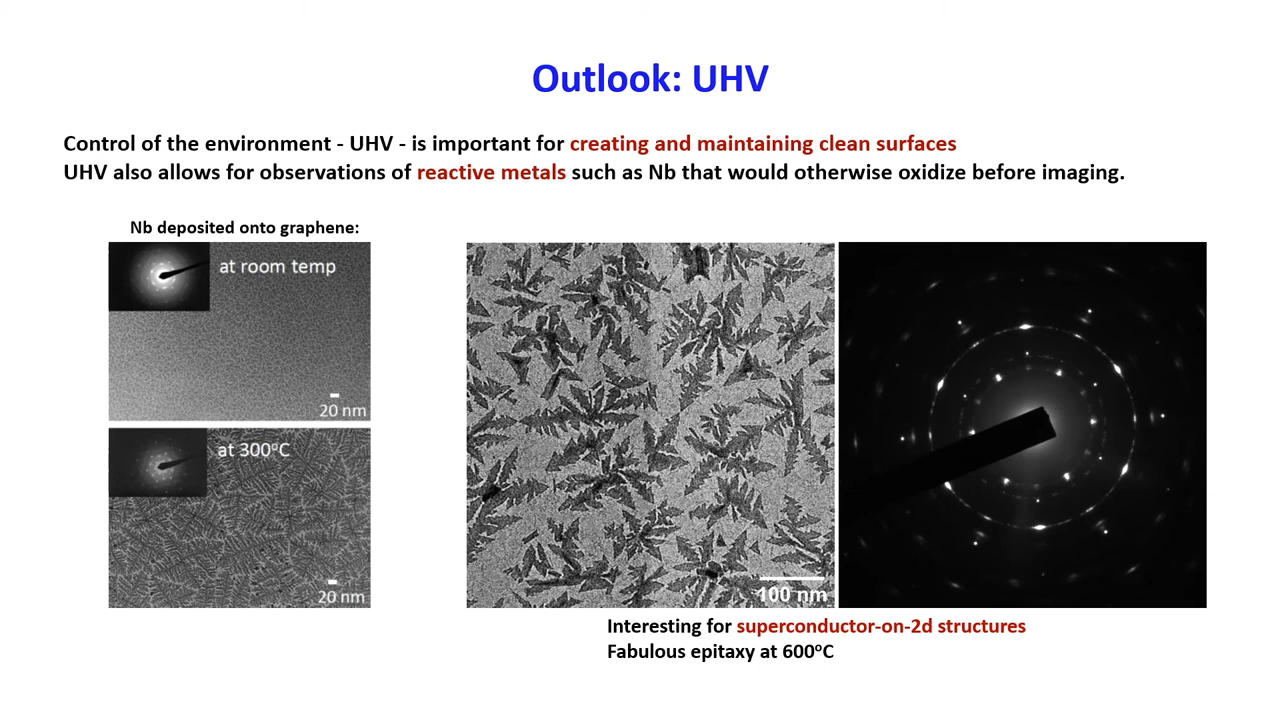 Outlook: UHV
Control of the environment - UHV - is important for creating and maintaining clean surfaces
UHV also allows for observations of reactive metals such as Nb that would otherwise oxidize before imaging.
Nb deposited onto graphene:
at room temp
20 nm
at 300°C
20 nm
100 nm
Interesting for superconductor-on-2d structures
Fabulous epitaxy at 600°C